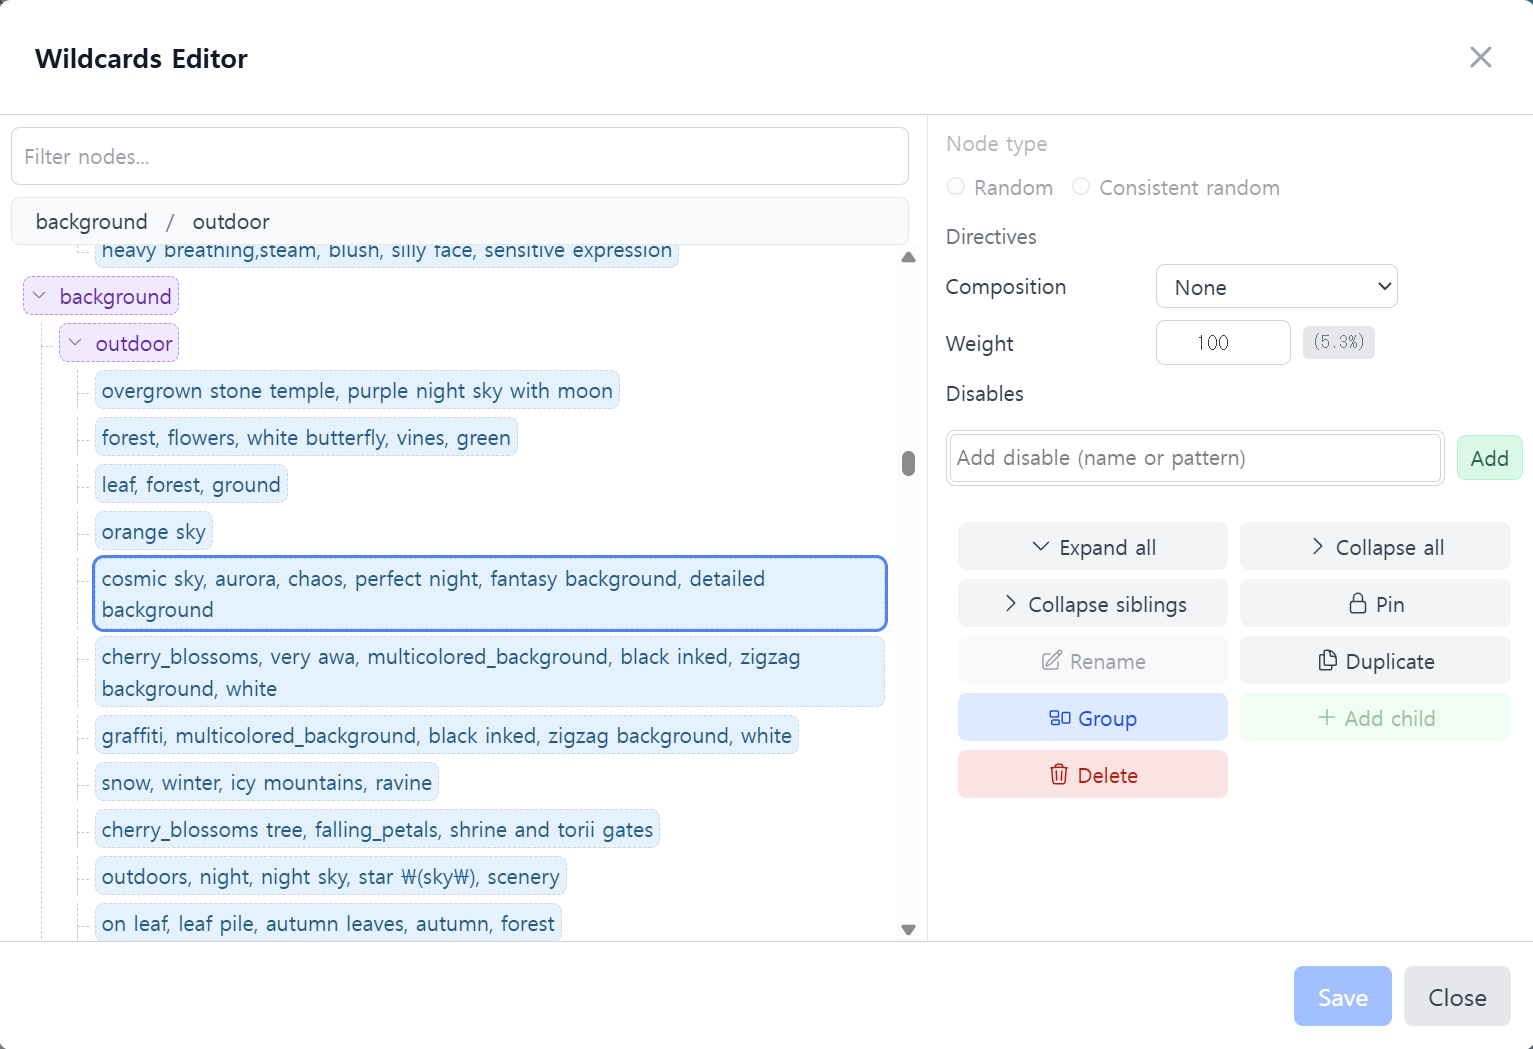 Wildcards Editor
Filter nodes...
background / outdoor
heavy breathing,steam, blush, silly face, sensitive expression
background
outdoor
overgrown stone temple, purple night sky with moon
forest, flowers, white butterfly, vines, green
leaf, forest, ground
orange sky
cosmic sky, aurora, chaos, perfect night, fantasy background, detailed
background
cherry_blossoms, very awa, multicolored_background, black inked, zigzag
background, white
graffiti, multicolored_background, black inked, zigzag background, white
snow, winter, icy mountains, ravine
cherry_blossoms tree, falling_petals, shrine and torii gates
outdoors, night, night sky, star ₩(sky₩), scenery
on leaf, leaf pile, autumn leaves, autumn, forest
Node type
Random Consistent random
Directives
Composition None
Weight 100 (5.3%)
Disables
Add disable (name or pattern) Add
Expand all Collapse all
Collapse siblings Pin
Rename Duplicate
Group Add child
Delete
Save Close